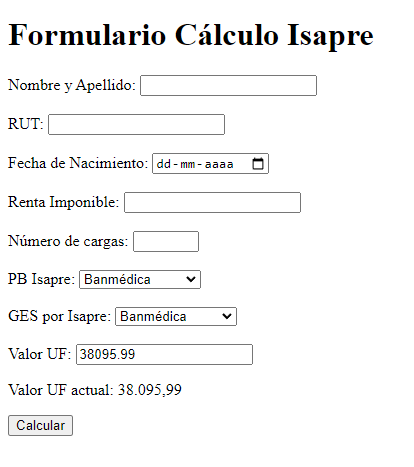 Formulario Cálculo Isapre
Nombre y Apellido:
RUT:
Fecha de Nacimiento: dd-mm-aaaa
Renta Imponible:
Número de cargas:
PB Isapre: Banmédica
GES por Isapre: Banmédica
Valor UF: 38095.99
Valor UF actual: 38.095,99
Calcular